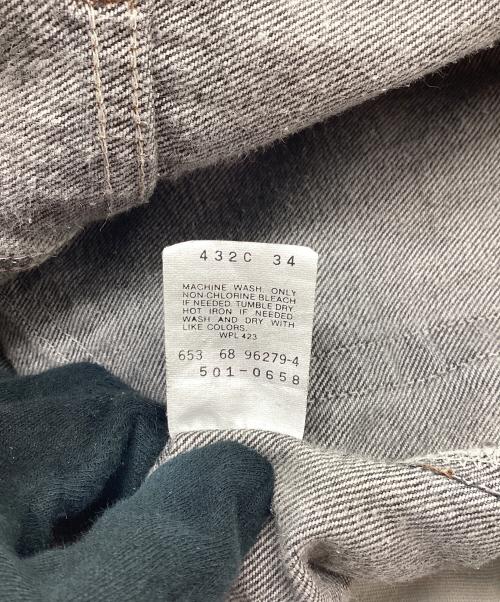 432C 34
MACHINE WASH. ONLY
NON-CHLORINE BLEACH
IF NEEDED. TUMBLE DRY
HOT IRON IF NEEDED.
WASH AND DRY WITH
LIKE COLORS.
WPL 423
653 68 96279-4
501-0658